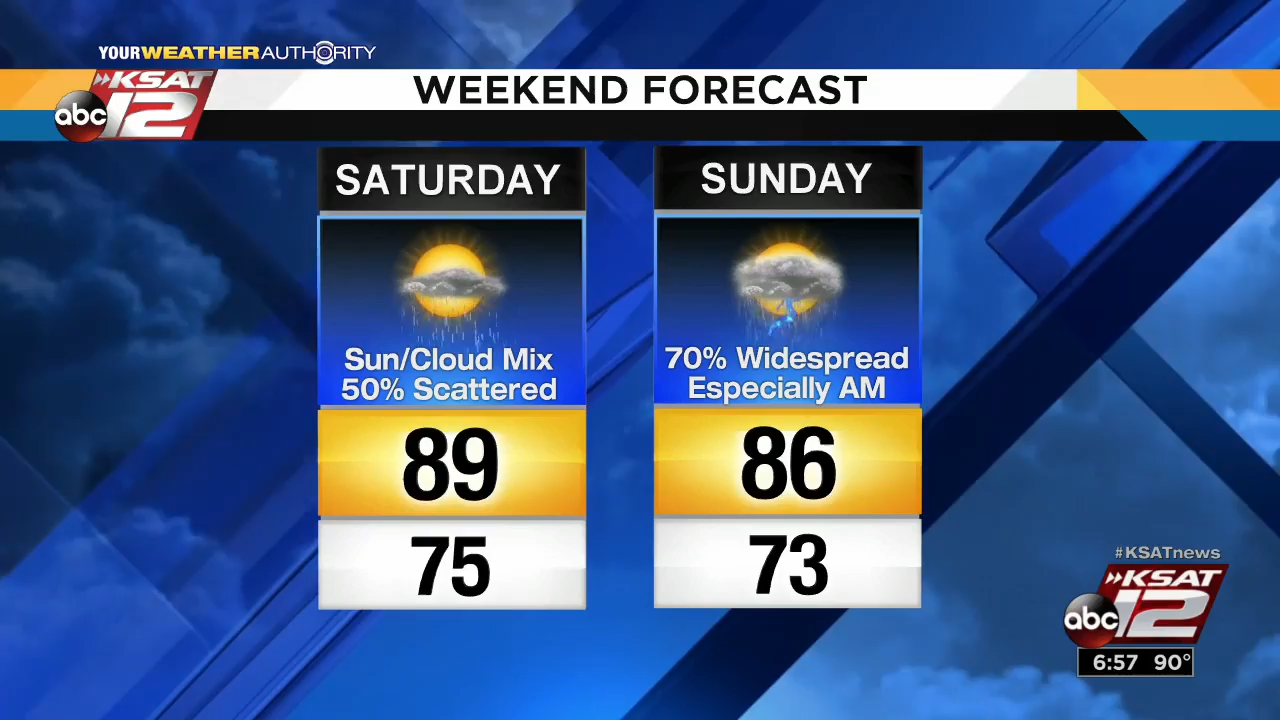 YOURWEATHERAUTHORITY
KSAT
abc 12
WEEKEND FORECAST
SATURDAY
Sun/Cloud Mix
50% Scattered
89
75
SUNDAY
70% Widespread
Especially AM
86
73
#KSATnews
KSAT
abc 12
6:57 90°